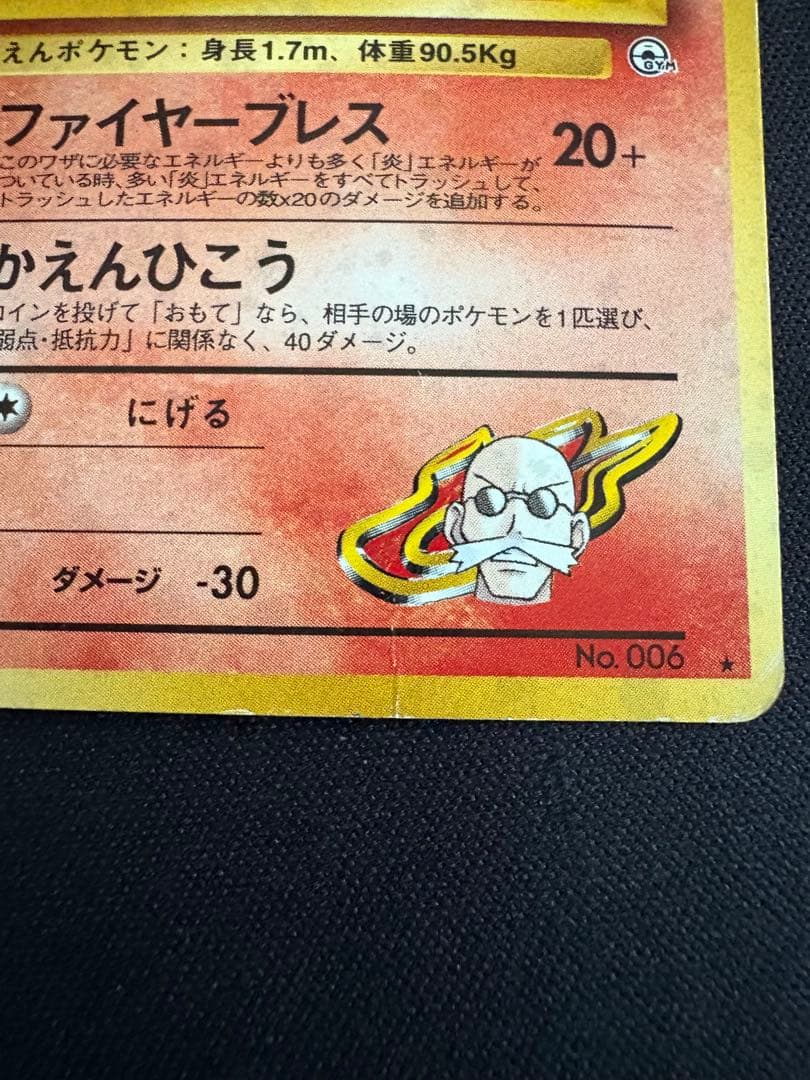 えんポケモン：身長1.7m、体重90.5Kg
GYM
ファイヤーブレス
20+
このワザに必要なエネルギーよりも多く「炎」エネルギーが
ついている時、多い「炎」エネルギーをすべてトラッシュして、
トラッシュしたエネルギーの数x20のダメージを追加する。
かえんひこう
コインを投げて「おもて」なら、相手の場のポケモンを1匹選び、
弱点・抵抗力」に関係なく、40ダメージ。
にげる
ダメージ -30
No. 006 ★